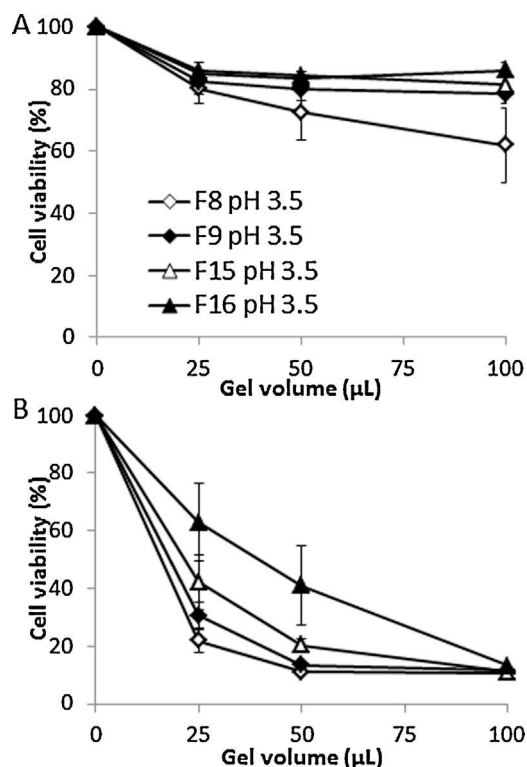 A
100
80
60
40
20
0
Cell viability (%)
F8 pH 3.5
F9 pH 3.5
F15 pH 3.5
F16 pH 3.5
0 25 50 75 100
Gel volume (µL)
B
100
80
60
40
20
0
Cell viability (%)
0 25 50 75 100
Gel volume (µL)